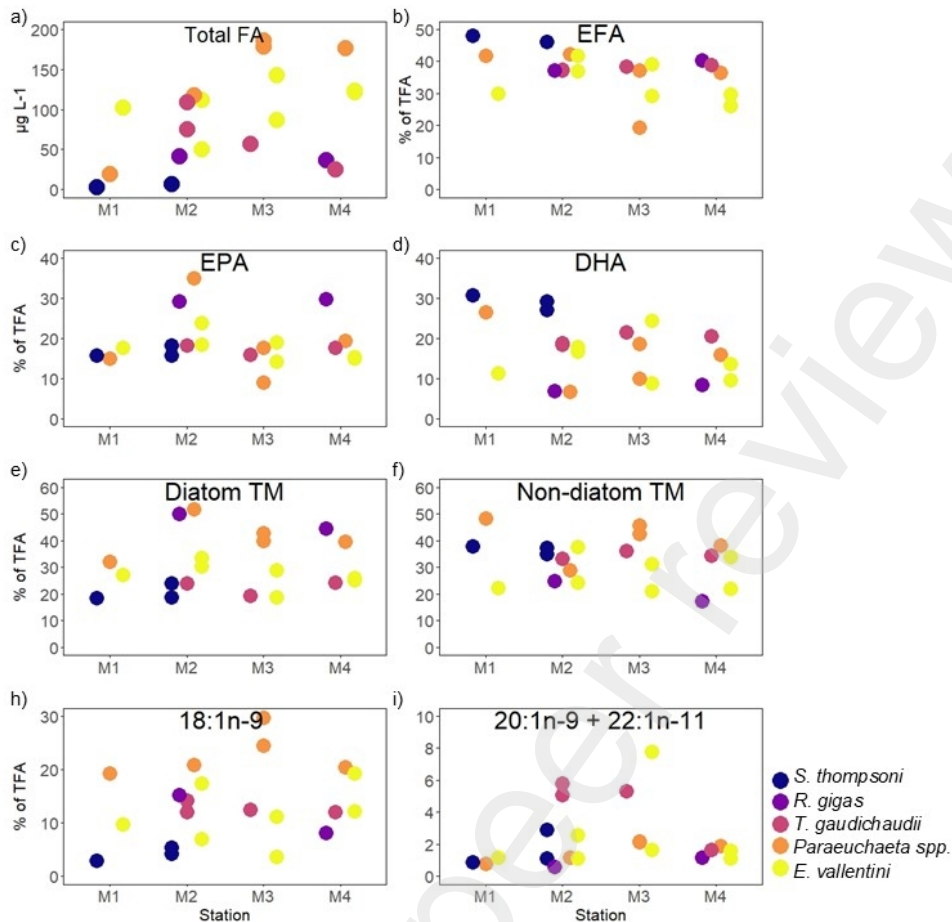 a) Total FA b) EFA
200
150
100
50
0
µg L-1
M1 M2 M3 M4
50
40
30
20
10
0
% of TFA
M1 M2 M3 M4
c) EPA d) DHA
40
30
20
10
0
% of TFA
M1 M2 M3 M4
40
30
20
10
0
% of TFA
M1 M2 M3 M4
e) Diatom TM f) Non-diatom TM
60
50
40
30
20
10
0
% of TFA
M1 M2 M3 M4
60
50
40
30
20
10
0
% of TFA
M1 M2 M3 M4
h) 18:1n-9 i) 20:1n-9 + 22:1n-11
30
20
10
0
% of TFA
M1 M2 M3 M4
Station
10
8
6
4
2
0
M1 M2 M3 M4
Station
S. thompsoni
R. gigas
T. gaudichaudii
Paraeuchaeta spp.
E. vallentini
peer review